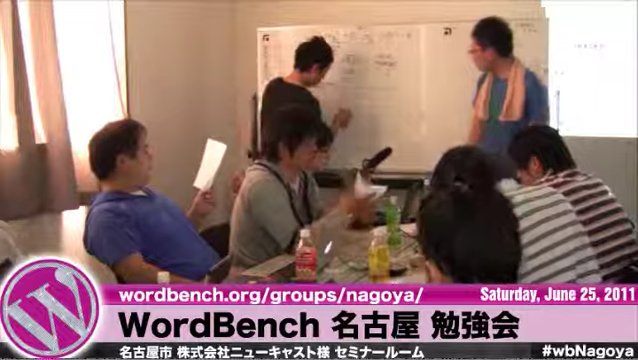 wordbench.org/groups/nagoya/
Saturday, June 25, 2011
WordBench 名古屋 勉強会
名古屋市 株式会社ニューキャスト様 セミナールーム
#wbNagoya